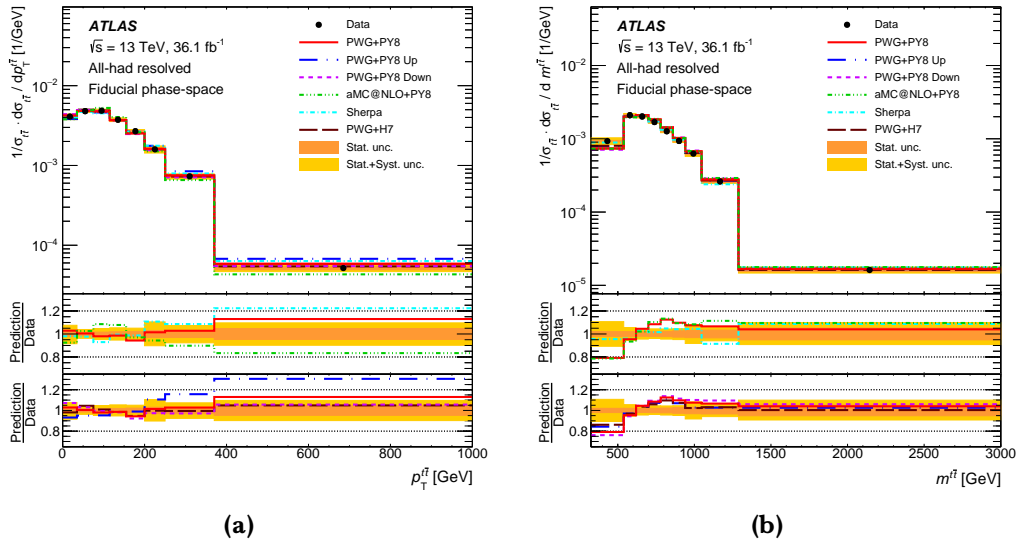 1/σ_tt̄ · dσ_tt̄ / dp_T^tt̄ [1/GeV]
ATLAS
√s = 13 TeV, 36.1 fb⁻¹
All-had resolved
Fiducial phase-space
Data
PWG+PY8
PWG+PY8 Up
PWG+PY8 Down
aMC@NLO+PY8
Sherpa
PWG+H7
Stat. unc.
Stat.+Syst. unc.
10⁻²
10⁻³
10⁻⁴
Prediction
Data
1.2
1
0.8
Prediction
Data
1.2
1
0.8
0 200 400 600 800 1000
p_T^tt̄ [GeV]
(a)
1/σ_tt̄ · dσ_tt̄ / d m^tt̄ [1/GeV]
ATLAS
√s = 13 TeV, 36.1 fb⁻¹
All-had resolved
Fiducial phase-space
Data
PWG+PY8
PWG+PY8 Up
PWG+PY8 Down
aMC@NLO+PY8
Sherpa
PWG+H7
Stat. unc.
Stat.+Syst. unc.
10⁻²
10⁻³
10⁻⁴
10⁻⁵
Prediction
Data
1.2
1
0.8
Prediction
Data
1.2
1
0.8
500 1000 1500 2000 2500 3000
m^tt̄ [GeV]
(b)